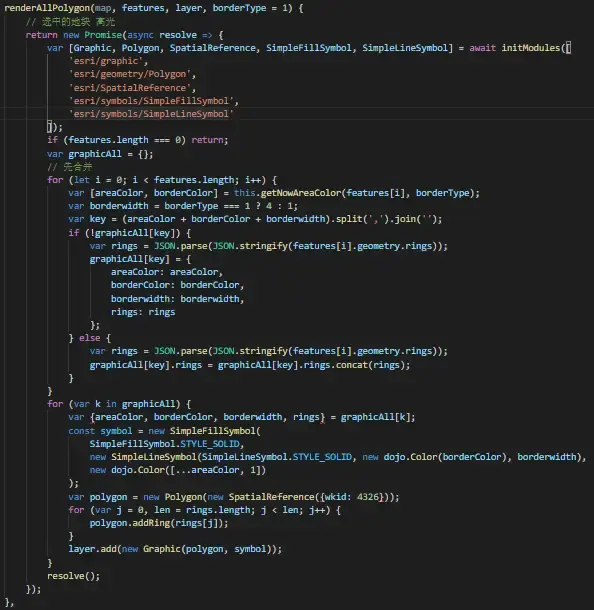 renderAllPolygon(map, features, layer, borderType = 1) {
// 选中的地块 高光
return new Promise(async resolve => {
var [Graphic, Polygon, SpatialReference, SimpleFillSymbol, SimpleLineSymbol] = await initModules([
'esri/graphic',
'esri/geometry/Polygon',
'esri/SpatialReference',
'esri/symbols/SimpleFillSymbol',
'esri/symbols/SimpleLineSymbol'
]);
if (features.length === 0) return;
var graphicAll = {};
// 先合并
for (let i = 0; i < features.length; i++) {
var [areaColor, borderColor] = this.getNowAreaColor(features[i], borderType);
var borderwidth = borderType === 1 ? 4 : 1;
var key = (areaColor + borderColor + borderwidth).split(',').join('');
if (!graphicAll[key]) {
var rings = JSON.parse(JSON.stringify(features[i].geometry.rings));
graphicAll[key] = {
areaColor: areaColor,
borderColor: borderColor,
borderwidth: borderwidth,
rings: rings
};
} else {
var rings = JSON.parse(JSON.stringify(features[i].geometry.rings));
graphicAll[key].rings = graphicAll[key].rings.concat(rings);
}
}
for (var k in graphicAll) {
var {areaColor, borderColor, borderwidth, rings} = graphicAll[k];
const symbol = new SimpleFillSymbol(
SimpleFillSymbol.STYLE_SOLID,
new SimpleLineSymbol(SimpleLineSymbol.STYLE_SOLID, new dojo.Color(borderColor), borderwidth),
new dojo.Color([...areaColor, 1])
);
var polygon = new Polygon(new SpatialReference({wkid: 4326}));
for (var j = 0, len = rings.length; j < len; j++) {
polygon.addRing(rings[j]);
}
layer.add(new Graphic(polygon, symbol));
}
resolve();
});
},